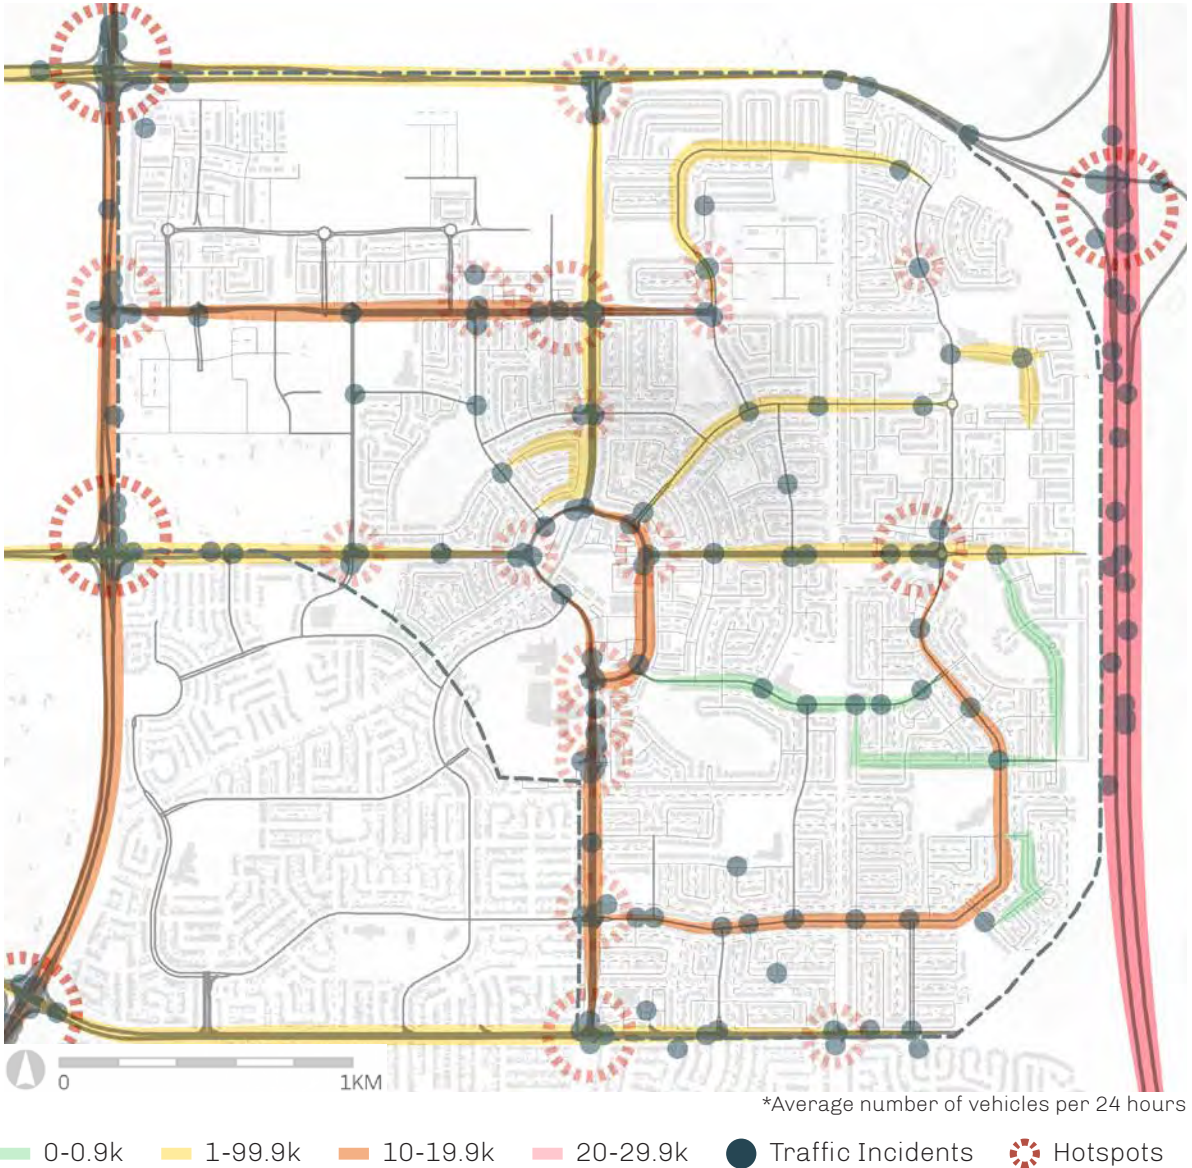 0
1KM
*Average number of vehicles per 24 hours
0-0.9k 1-99.9k 10-19.9k 20-29.9k Traffic Incidents Hotspots